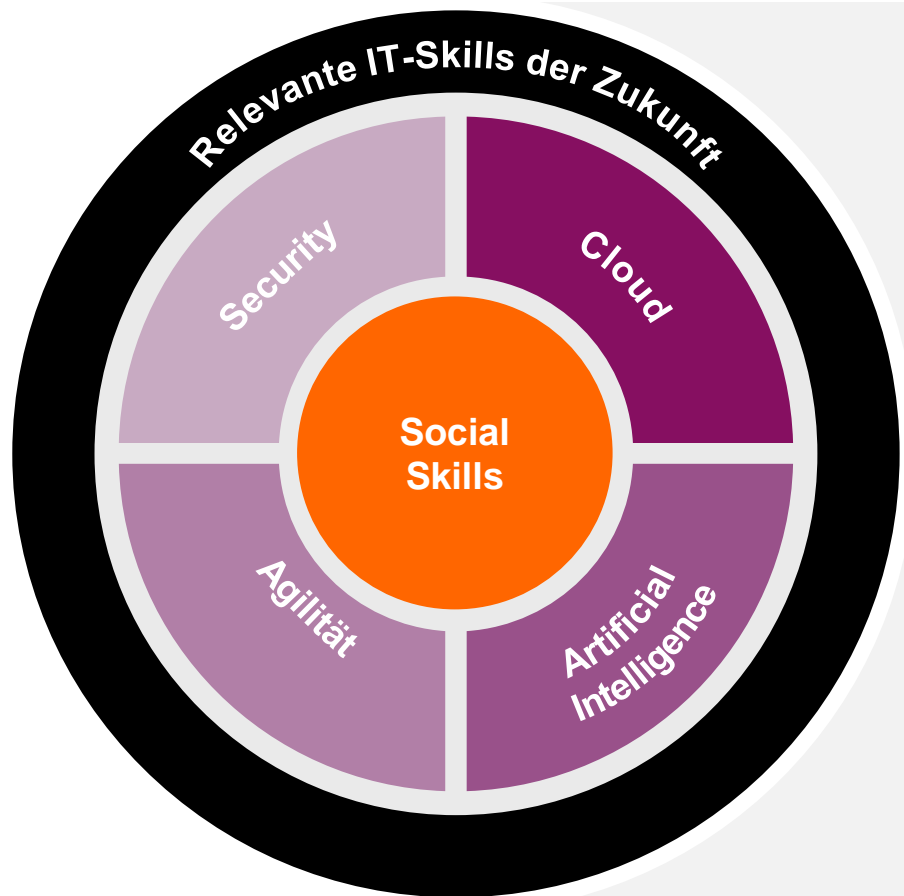 Relevante IT-Skills der Zukunft
Security
Cloud
Social
Skills
Agilität
Artificial
Intelligence